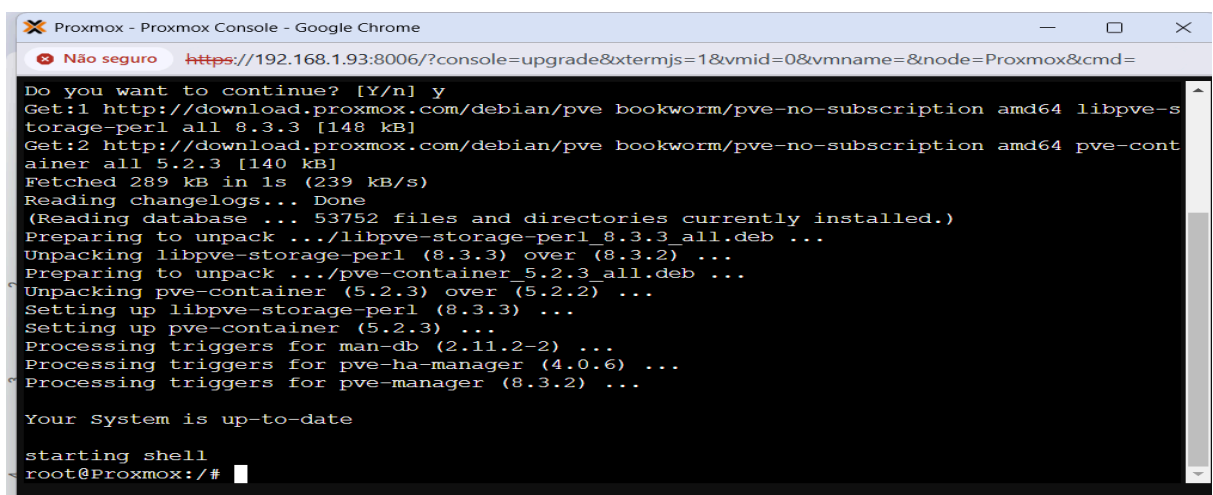 Proxmox - Proxmox Console - Google Chrome
Não seguro https://192.168.1.93:8006/?console=upgrade&xtermjs=1&vmid=0&vmname=&node=Proxmox&cmd=
Do you want to continue? [Y/n] y
Get:1 http://download.proxmox.com/debian/pve bookworm/pve-no-subscription amd64 libpve-s
torage-perl all 8.3.3 [148 kB]
Get:2 http://download.proxmox.com/debian/pve bookworm/pve-no-subscription amd64 pve-cont
ainer all 5.2.3 [140 kB]
Fetched 289 kB in 1s (239 kB/s)
Reading changelogs... Done
(Reading database ... 53752 files and directories currently installed.)
Preparing to unpack .../libpve-storage-perl_8.3.3_all.deb ...
Unpacking libpve-storage-perl (8.3.3) over (8.3.2) ...
Preparing to unpack .../pve-container_5.2.3_all.deb ...
Unpacking pve-container (5.2.3) over (5.2.2) ...
Setting up libpve-storage-perl (8.3.3) ...
Setting up pve-container (5.2.3) ...
Processing triggers for man-db (2.11.2-2) ...
Processing triggers for pve-ha-manager (4.0.6) ...
Processing triggers for pve-manager (8.3.2) ...
Your System is up-to-date
starting shell
root@Proxmox:/#